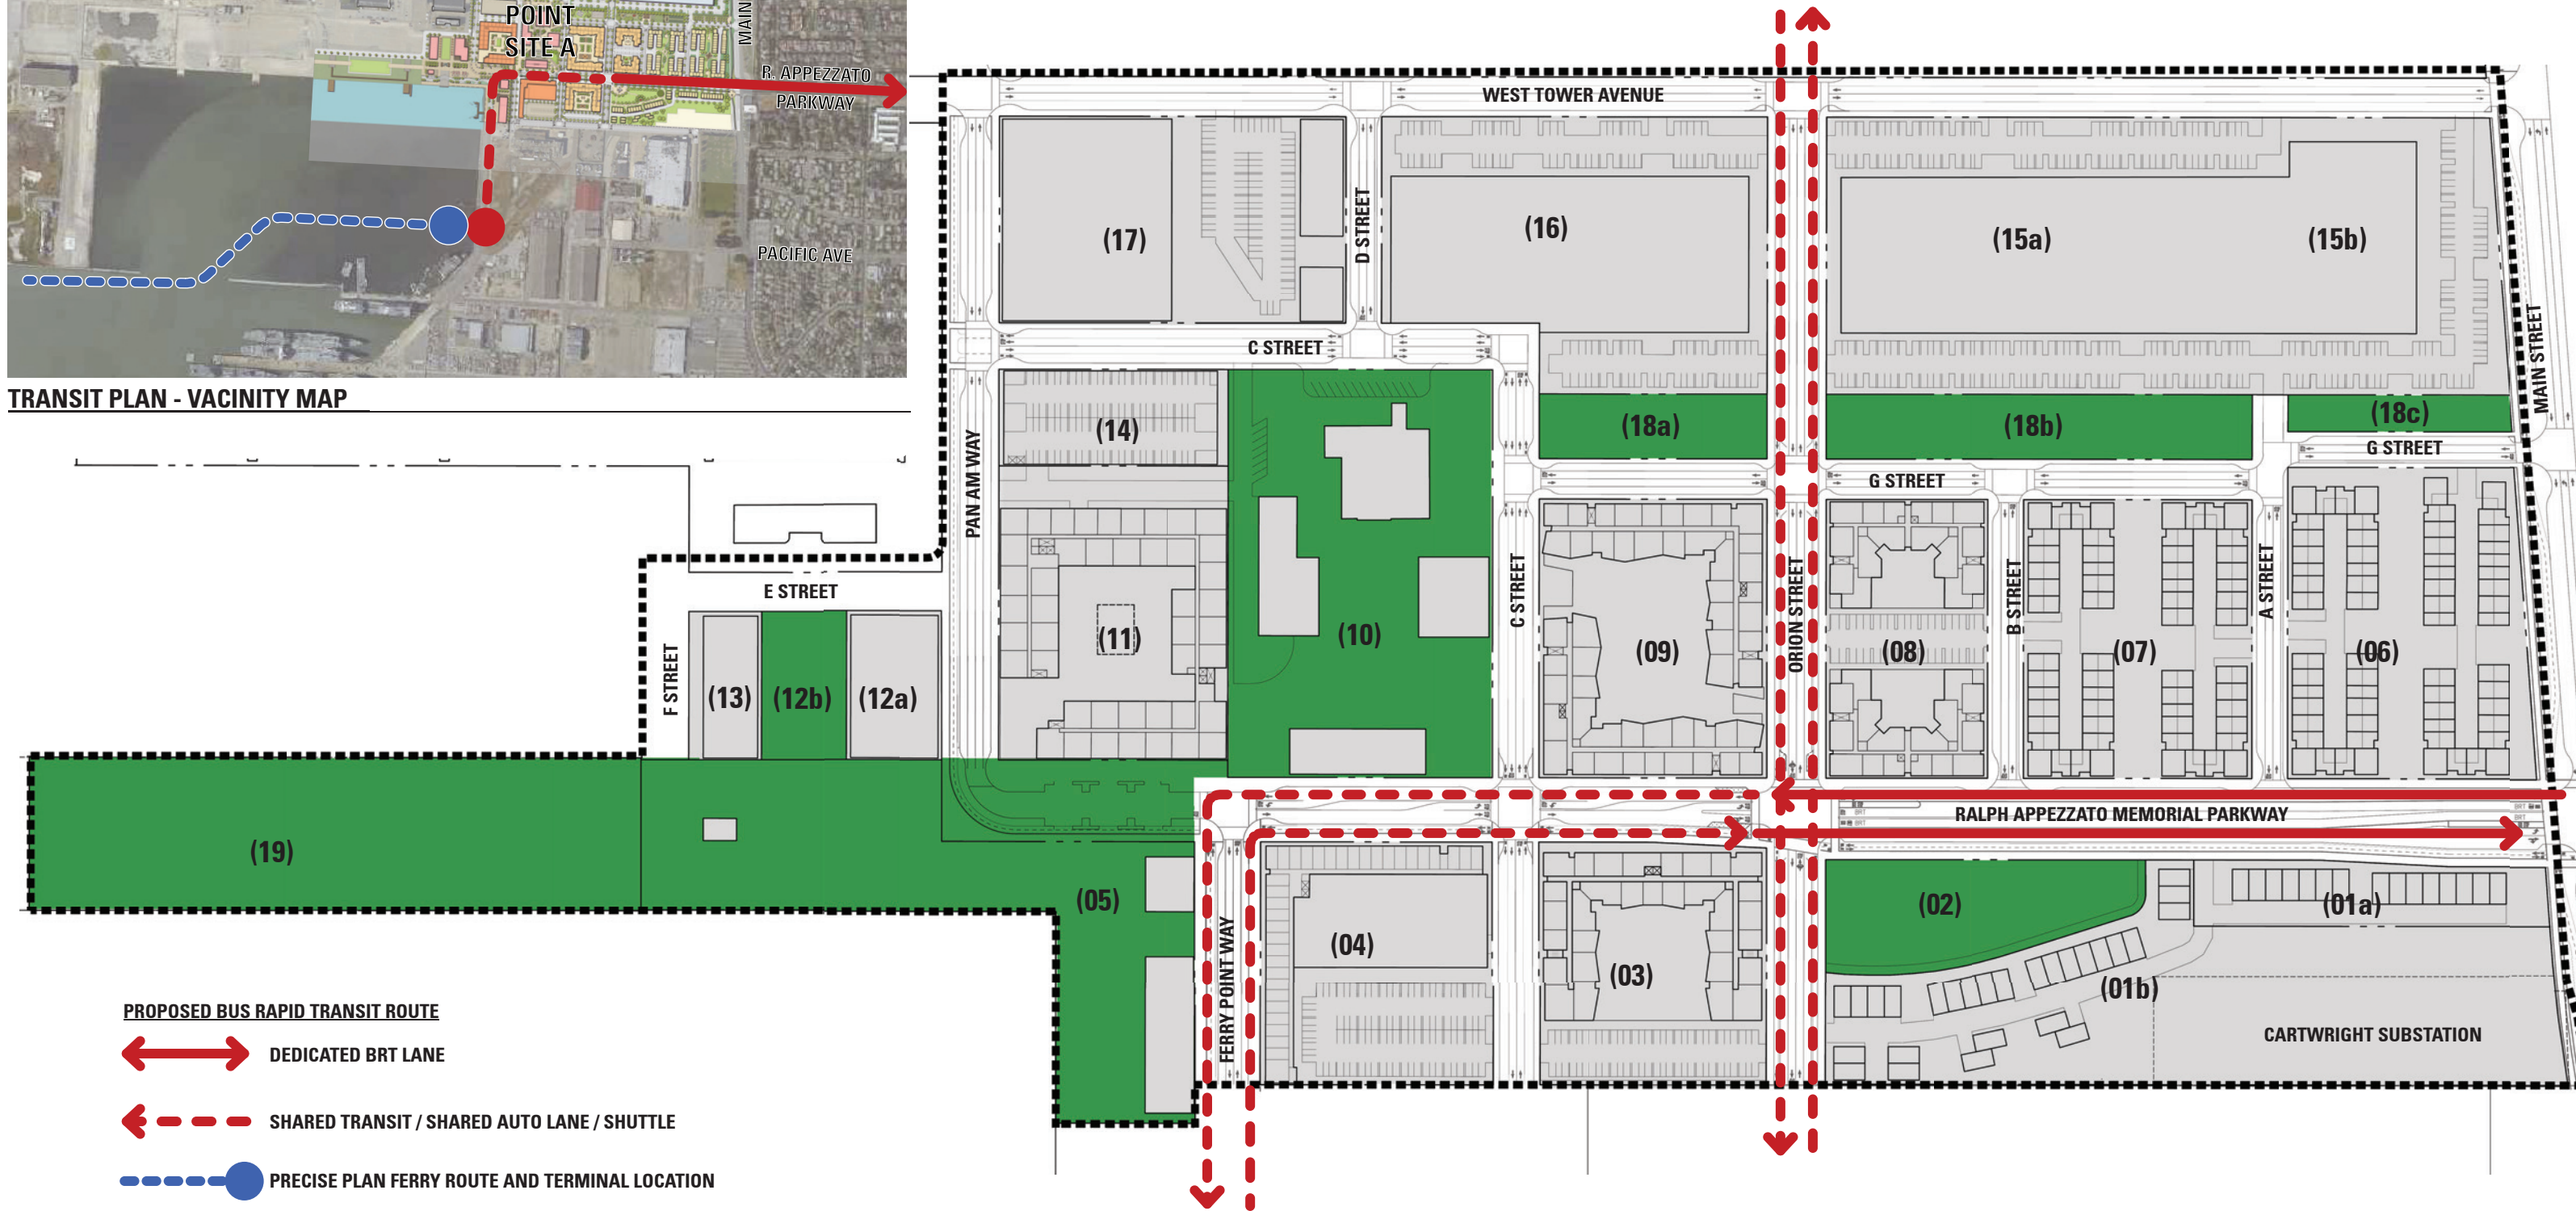 POINT
SITE A
MAIN
R. APPEZZATO
PARKWAY
PACIFIC AVE
TRANSIT PLAN - VACINITY MAP
WEST TOWER AVENUE
(17)
D STREET
(16)
(15a)
(15b)
MAIN STREET
C STREET
(14)
PAN AM WAY
(18a)
(18b)
(18c)
G STREET
G STREET
E STREET
F STREET
(13)
(12b)
(12a)
(11)
(10)
C STREET
(09)
ORION STREET
(08)
B STREET
(07)
A STREET
(06)
RALPH APPEZZATO MEMORIAL PARKWAY
BRT
BRT
BRT
BRT
(19)
(05)
FERRY POINT WAY
(04)
(03)
(02)
(01a)
(01b)
CARTWRIGHT SUBSTATION
PROPOSED BUS RAPID TRANSIT ROUTE
DEDICATED BRT LANE
SHARED TRANSIT / SHARED AUTO LANE / SHUTTLE
PRECISE PLAN FERRY ROUTE AND TERMINAL LOCATION